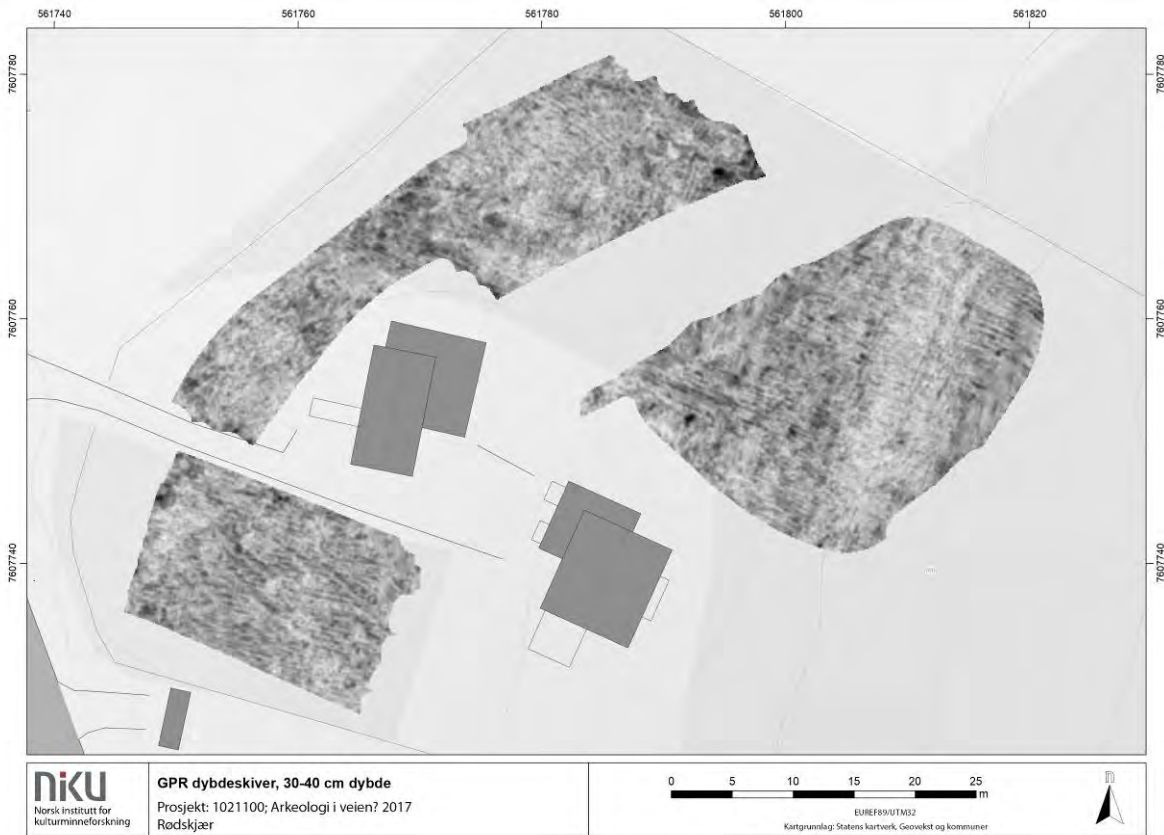 561740
561760
561780
561800
561820
7607780
7607780
7607760
7607760
7607740
7607740
niku
Norsk institutt for
kulturminneforskning
GPR dybdeskiver, 30-40 cm dybde
Prosjekt: 1021100; Arkeologi i veien? 2017
Rødskjær
0 5 10 15 20 25
m
EUREF89/UTM32
Kartgrunnlag: Statens kartverk, Geovekst og kommuner
n